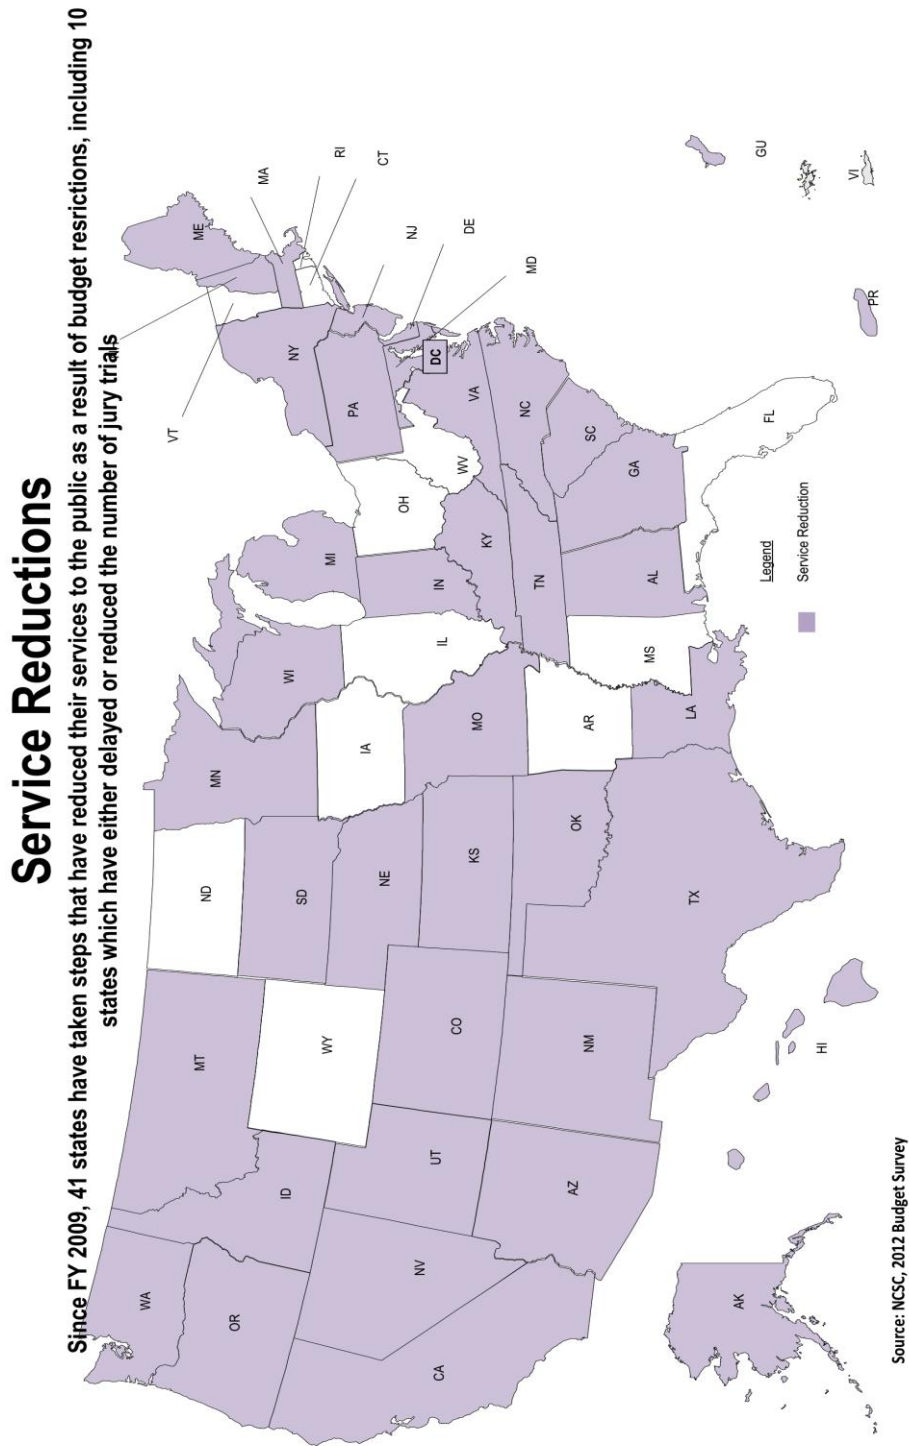 Service Reductions
Since FY 2009, 41 states have taken steps that have reduced their services to the public as a result of budget restrictions, including 10
states which have either delayed or reduced the number of jury trials
VT
MA
RI
CT
NJ
DE
MD
DC
ME
NY
PA
VA
NC
SC
GA
FL
WV
OH
KY
TN
AL
MS
MI
IN
IL
WI
MN
IA
MO
AR
LA
ND
SD
NE
KS
OK
TX
MT
WY
CO
NM
ID
UT
AZ
WA
OR
NV
CA
AK
HI
GU
VI
PR
Legend
Service Reduction
Source: NCSC, 2012 Budget Survey